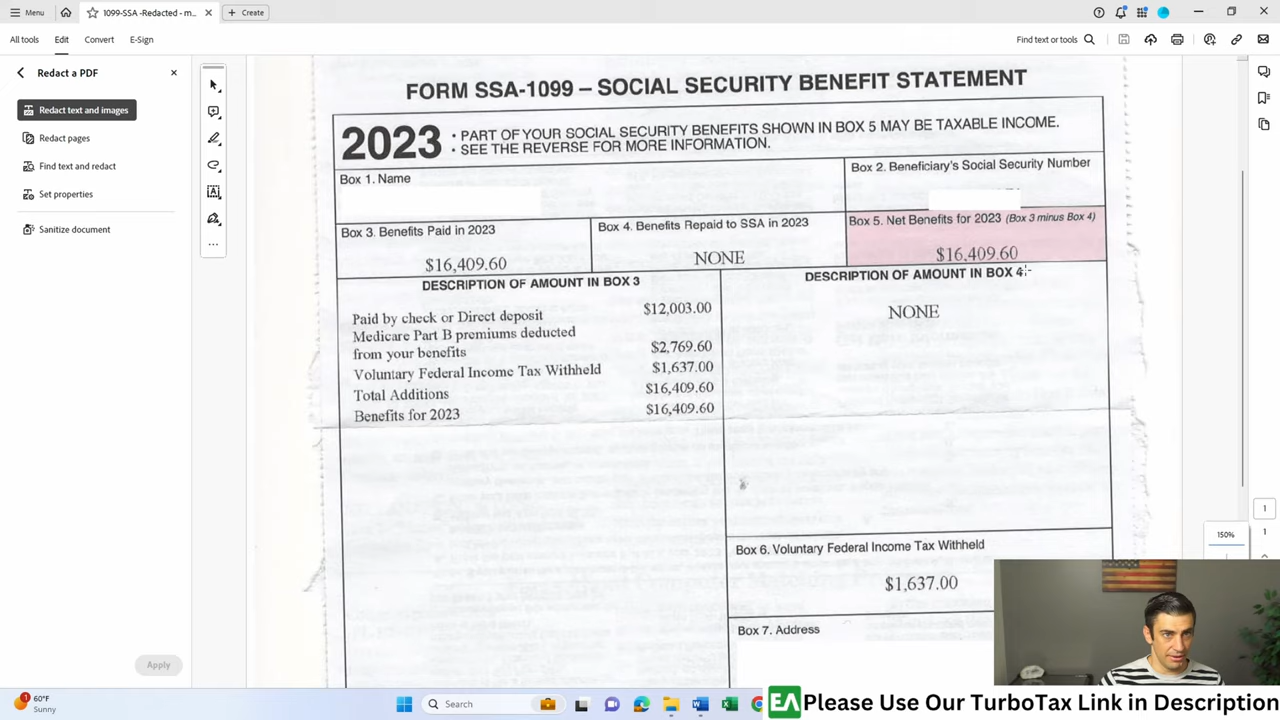 Menu
1099-SSA -Redacted - m...
Create
All tools
Edit
Convert
E-Sign
Find text or tools
Redact a PDF
Redact text and images
Redact pages
Find text and redact
Set properties
Sanitize document
Apply
FORM SSA-1099 – SOCIAL SECURITY BENEFIT STATEMENT
2023
• PART OF YOUR SOCIAL SECURITY BENEFITS SHOWN IN BOX 5 MAY BE TAXABLE INCOME.
• SEE THE REVERSE FOR MORE INFORMATION.
Box 1. Name
Box 2. Beneficiary's Social Security Number
Box 3. Benefits Paid in 2023
$16,409.60
Box 4. Benefits Repaid to SSA in 2023
NONE
Box 5. Net Benefits for 2023 (Box 3 minus Box 4)
$16,409.60
DESCRIPTION OF AMOUNT IN BOX 3
Paid by check or Direct deposit $12,003.00
Medicare Part B premiums deducted
from your benefits $2,769.60
Voluntary Federal Income Tax Withheld $1,637.00
Total Additions $16,409.60
Benefits for 2023 $16,409.60
DESCRIPTION OF AMOUNT IN BOX 4
NONE
Box 6. Voluntary Federal Income Tax Withheld
$1,637.00
Box 7. Address
1
1
150%
1
60°F
Sunny
Search
EA Please Use Our TurboTax Link in Description